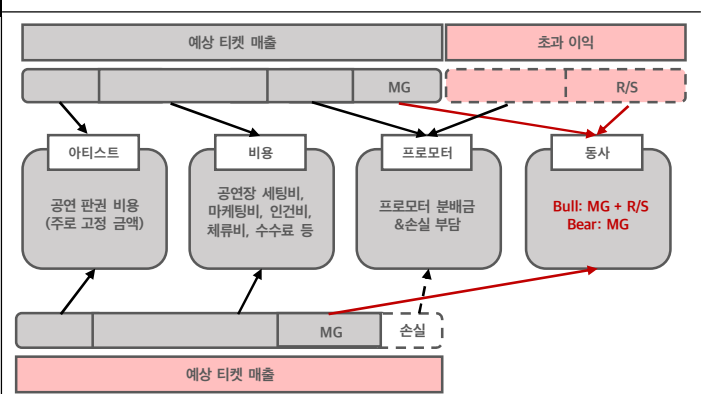 예상 티켓 매출
초과 이익
MG
R/S
아티스트
비용
프로모터
동사
공연 판권 비용
(주로 고정 금액)
공연장 세팅비,
마케팅비, 인건비,
체류비, 수수료 등
프로모터 분배금
&손실 부담
Bull: MG + R/S
Bear: MG
MG
손실
예상 티켓 매출